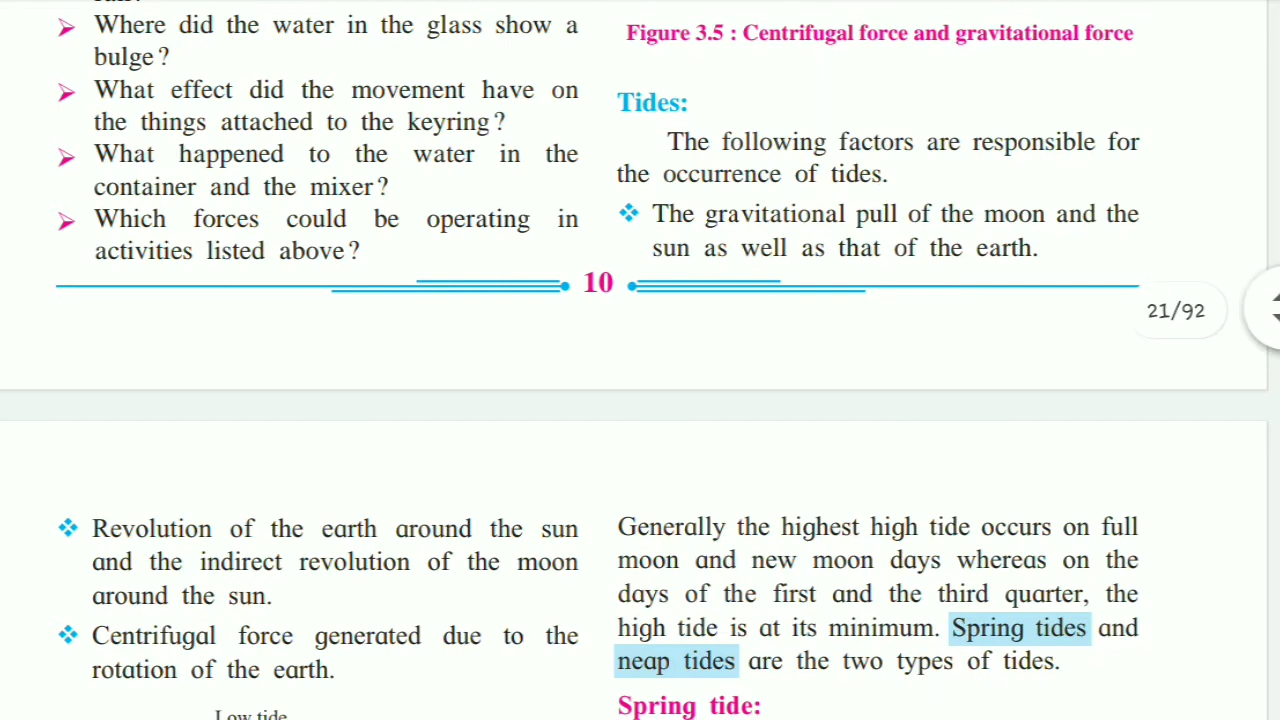 Where did the water in the glass show a
bulge?
What effect did the movement have on
the things attached to the keyring?
What happened to the water in the
container and the mixer?
Which forces could be operating in
activities listed above?
Figure 3.5 : Centrifugal force and gravitational force
Tides:
The following factors are responsible for
the occurrence of tides.
The gravitational pull of the moon and the
sun as well as that of the earth.
10
21/92
Revolution of the earth around the sun
and the indirect revolution of the moon
around the sun.
Centrifugal force generated due to the
rotation of the earth.
Low tide
Generally the highest high tide occurs on full
moon and new moon days whereas on the
days of the first and the third quarter, the
high tide is at its minimum. Spring tides and
neap tides are the two types of tides.
Spring tide: